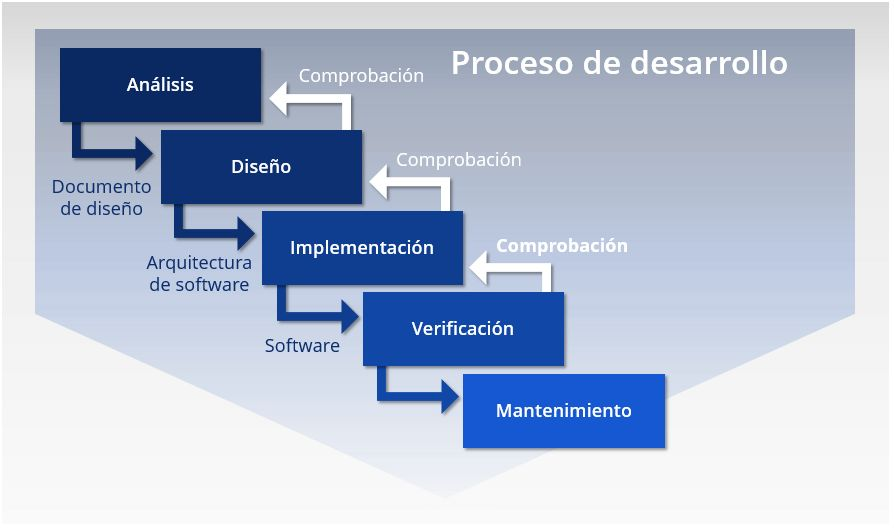 Proceso de desarrollo
Análisis
Comprobación
Documento
de diseño
Diseño
Comprobación
Arquitectura
de software
Implementación
Comprobación
Software
Verificación
Mantenimiento